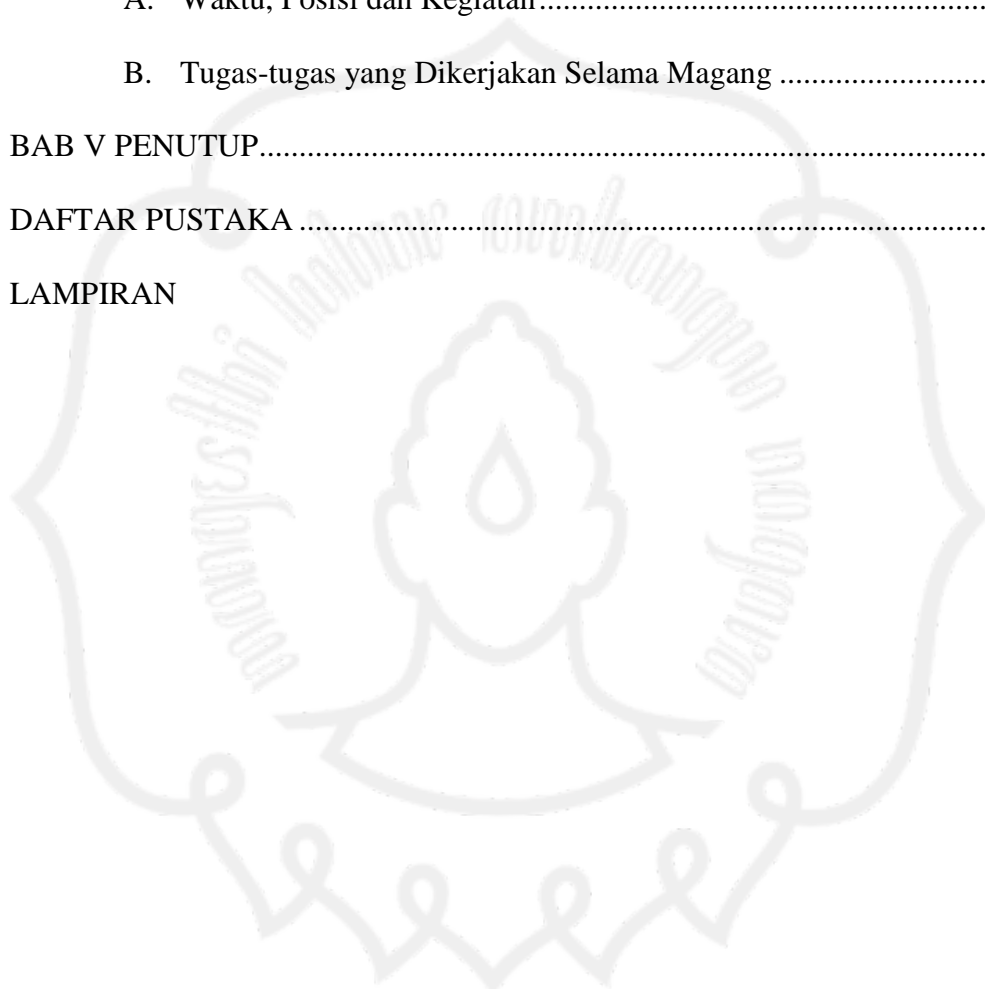 A. Waktu, Posisi dan Kegiatan........................................................
B. Tugas-tugas yang Dikerjakan Selama Magang ..........................
BAB V PENUTUP...........................................................................................
DAFTAR PUSTAKA ......................................................................................
LAMPIRAN